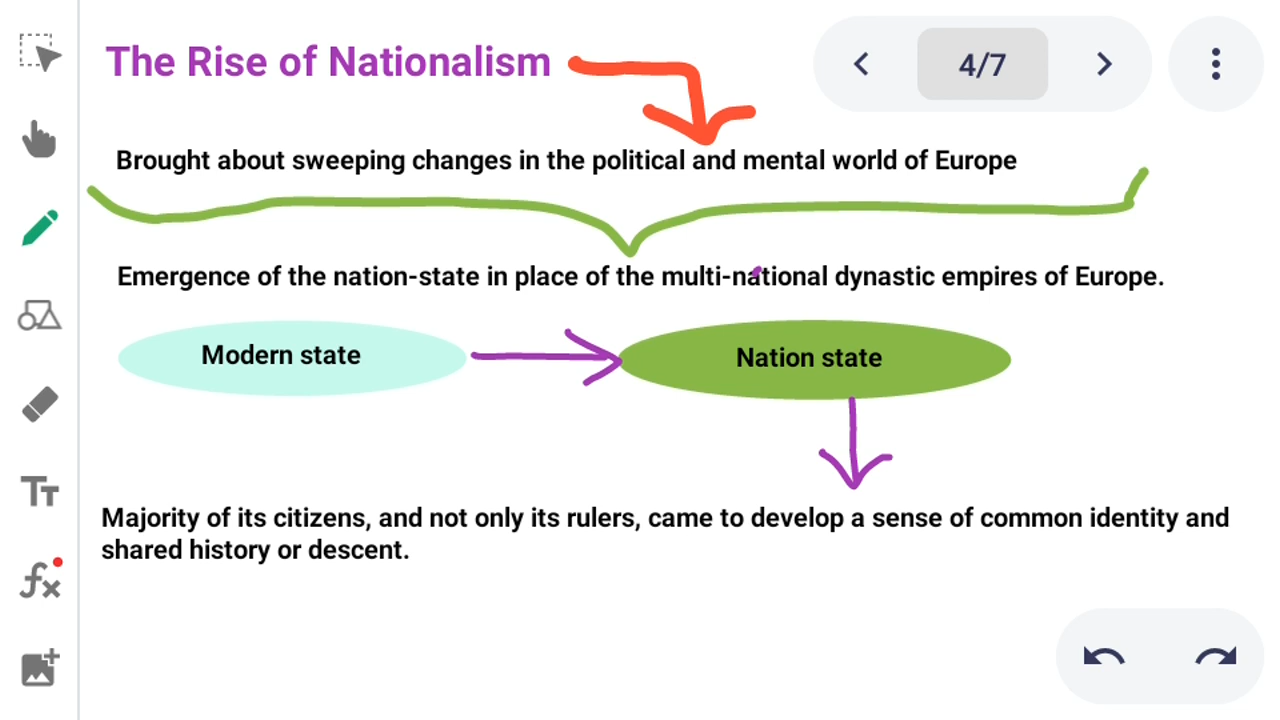 The Rise of Nationalism
4/7
Brought about sweeping changes in the political and mental world of Europe
Emergence of the nation-state in place of the multi-national dynastic empires of Europe.
Modern state
Nation state
Majority of its citizens, and not only its rulers, came to develop a sense of common identity and
shared history or descent.
Tт
fx